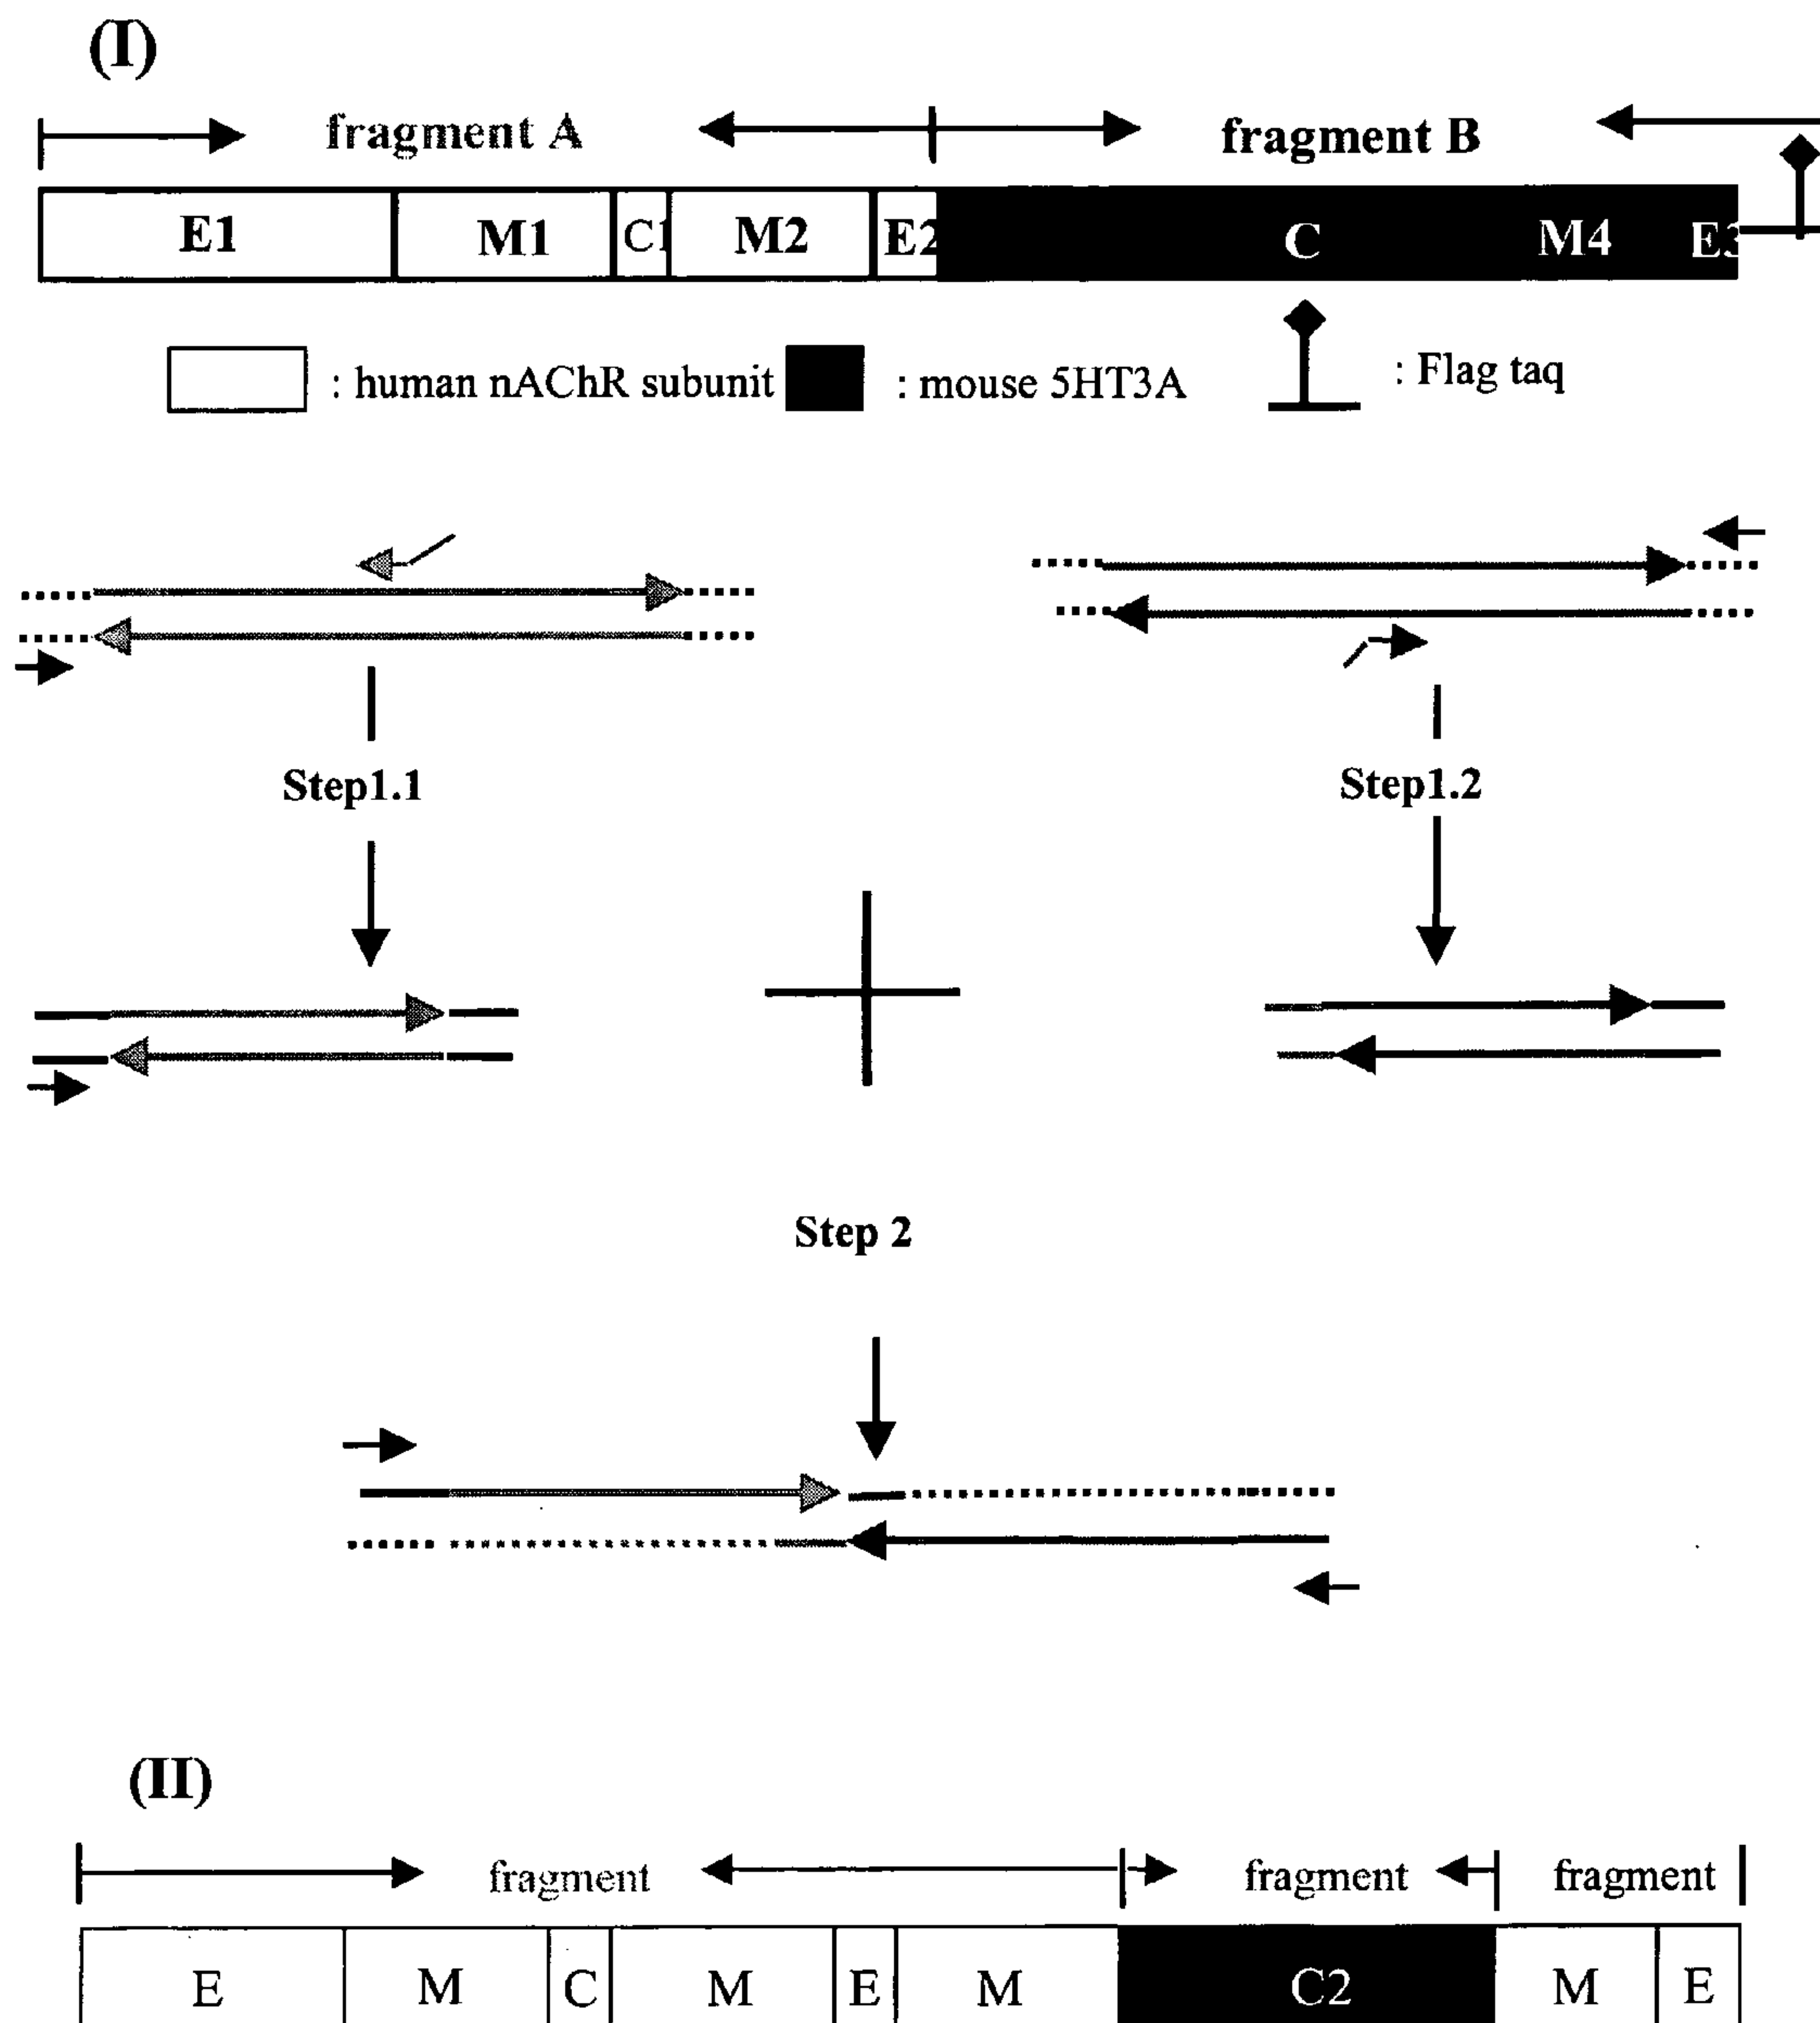 (I)
fragment A fragment B
E1 M1 C1 M2 E2 C M4 E3
: human nAChR subunit : mouse 5HT3A : Flag taq
Step1.1 Step1.2
Step 2
(II)
fragment fragment fragment
E M C M E M C2 M E